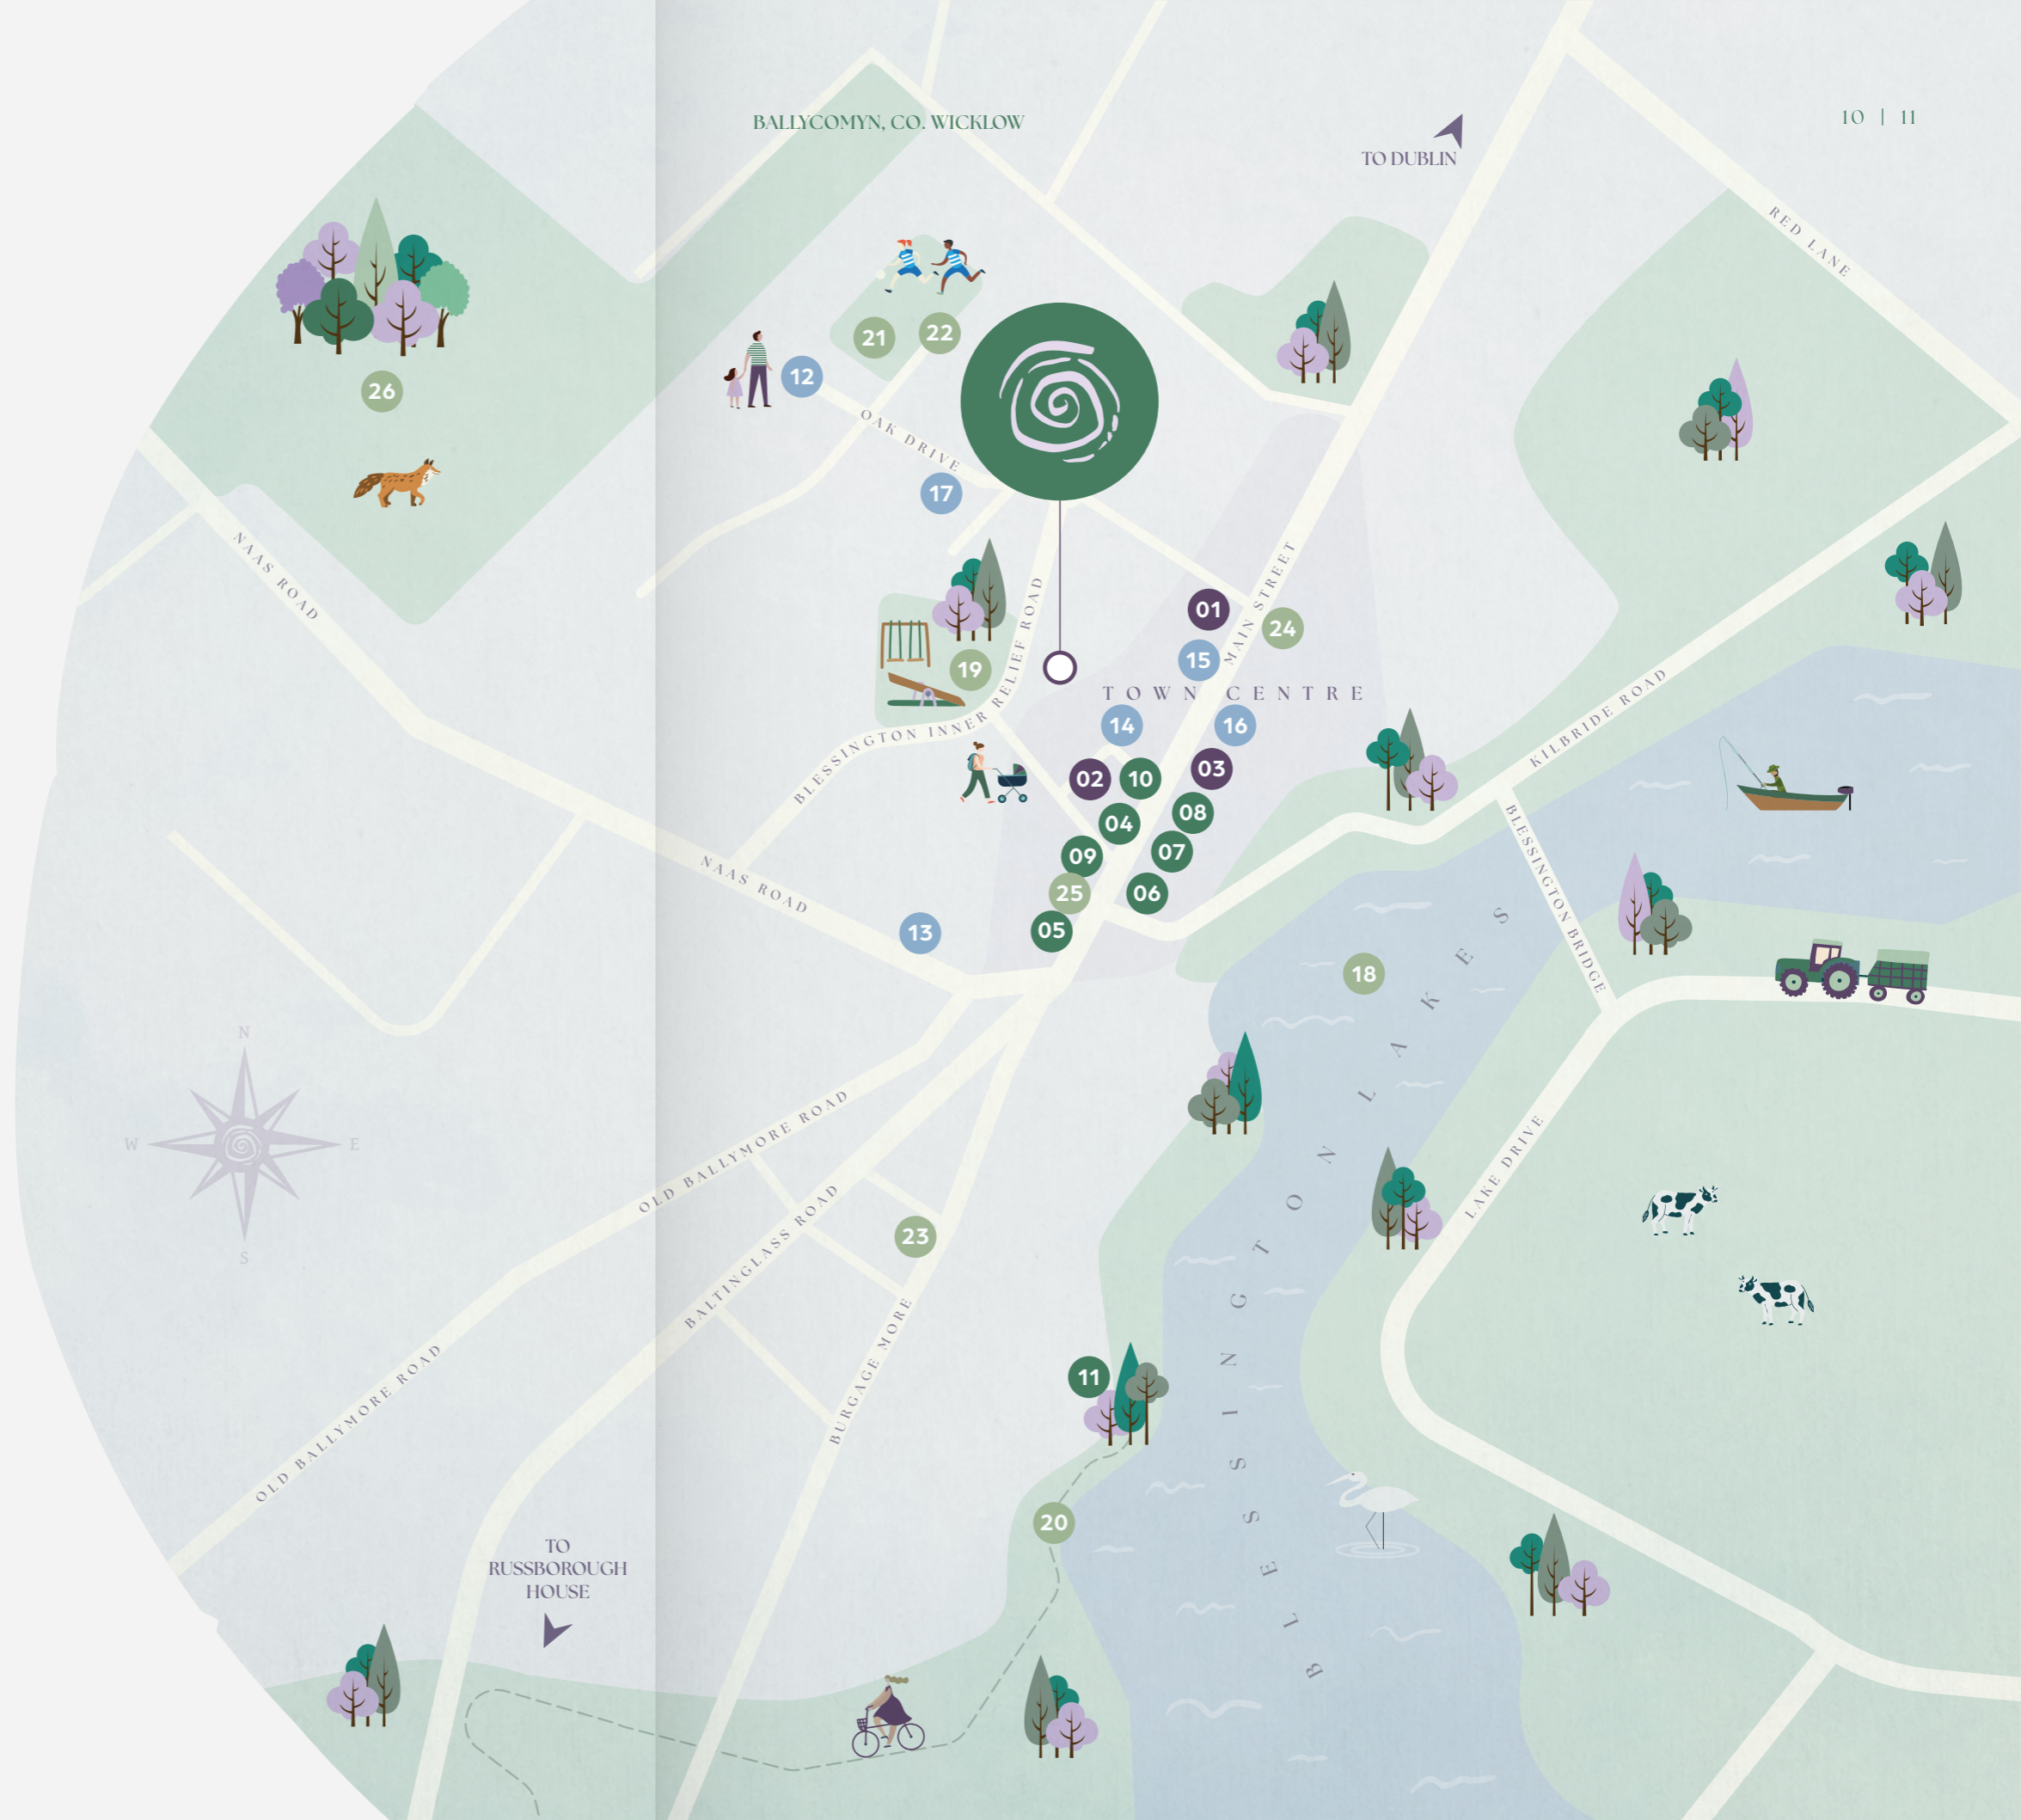 BALLYCOMYN, CO. WICKLOW
10 | 11
TO DUBLIN
RED LANE
21
22
12
26
OAK DRIVE
17
NAAS ROAD
01
24
MAIN STREET
15
19
BLESSINGTON INNER RELIEF ROAD
TOWN CENTRE
14
16
KILBRIDE ROAD
02
10
03
04
08
09
07
25
06
05
NAAS ROAD
13
BLESSINGTON BRIDGE
18
BLESSINGTON LAKES
N
W
E
S
OLD BALLYMORE ROAD
BALTINGLASS ROAD
23
LAKE DRIVE
BURGAGE MORE
OLD BALLYMORE ROAD
11
20
TO
RUSSBOROUGH
HOUSE